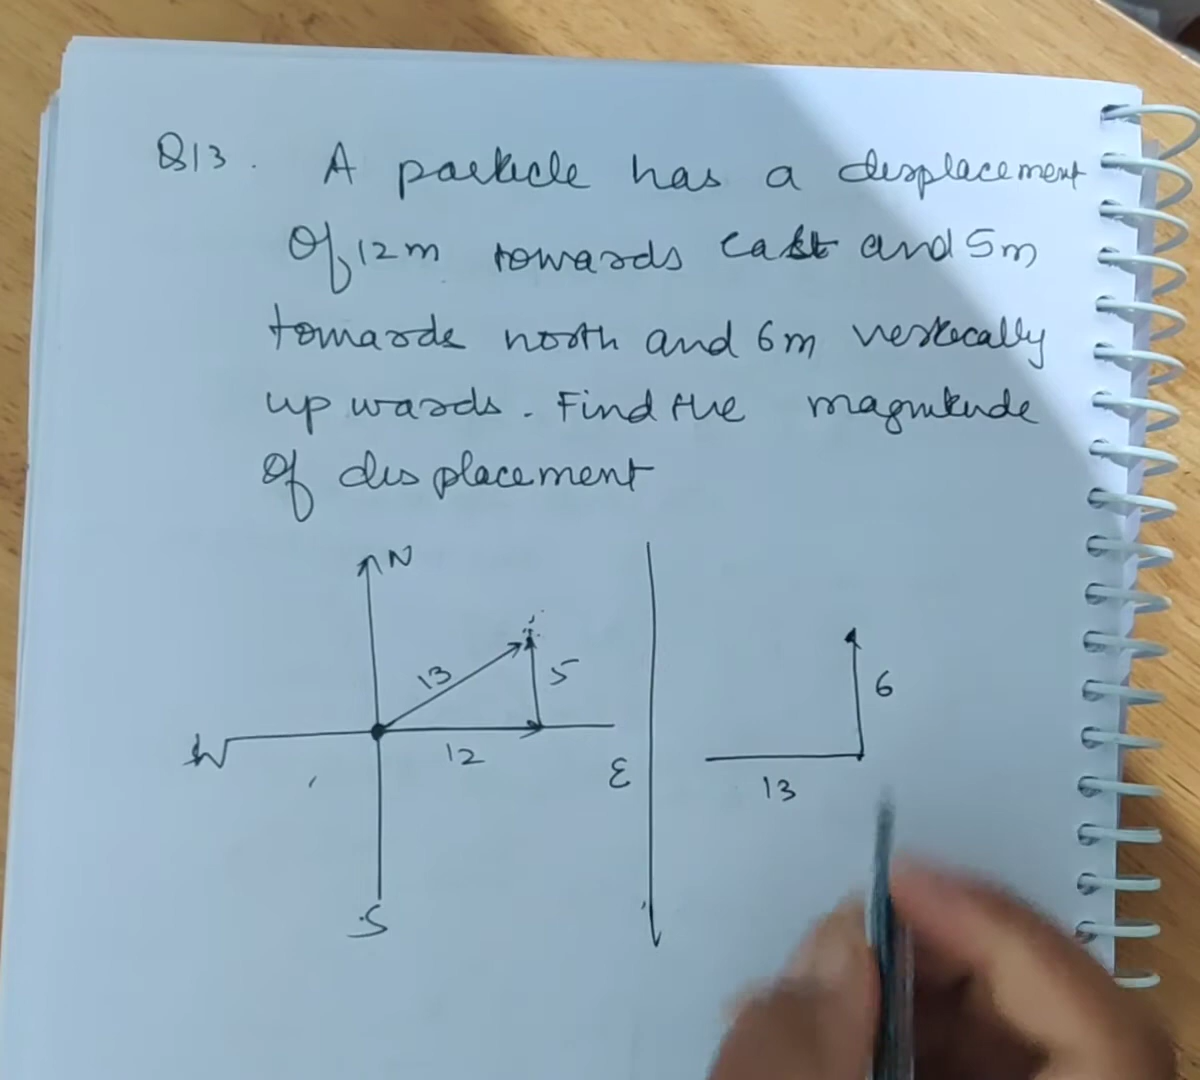 Q13. A particle has a displacement
of 12m towards east and 5m
towards north and 6m vertically
upwards. Find the magnitude
of displacement
N
13
5
W
12
E
S
6
13